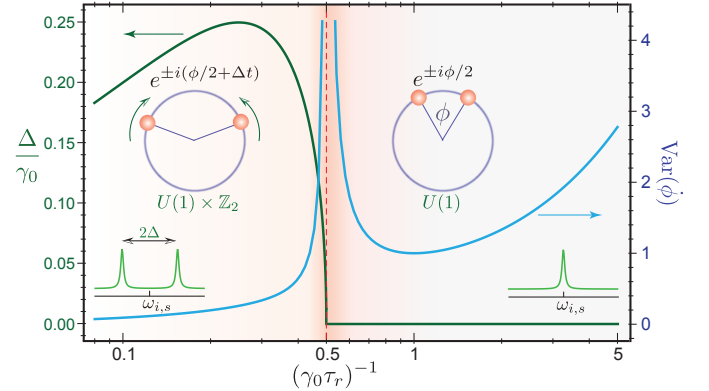 0.25
0.20
0.15
0.10
0.05
0.00
Δ/γ₀
e^{±i(ϕ/2+Δt)}
U(1) × ℤ₂
2Δ
ω_{i,s}
e^{±iϕ/2}
ϕ
U(1)
ω_{i,s}
4
3
2
1
0
Var(ϕ̇)
0.1
0.5
1
5
(γ₀τ_r)^{-1}